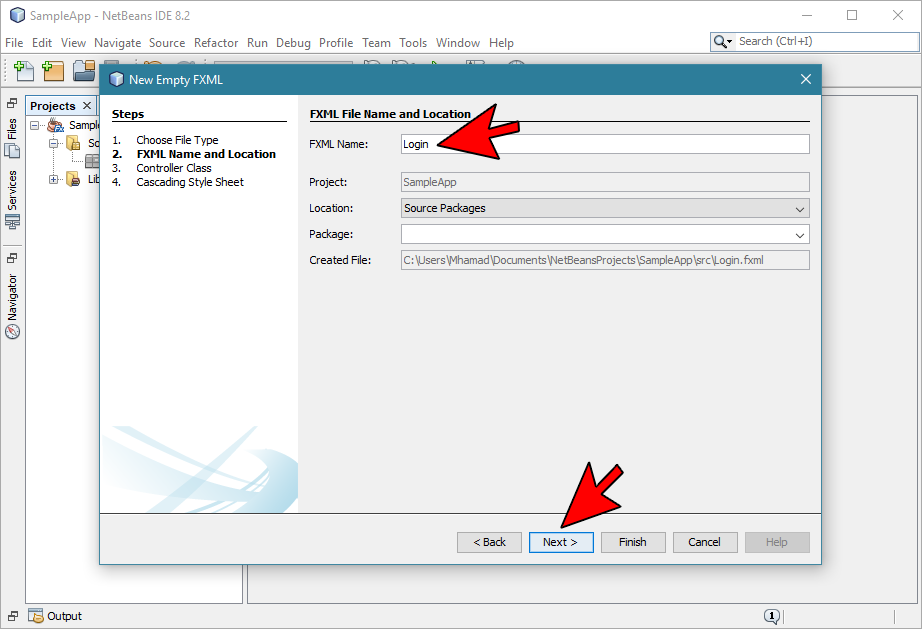 SampleApp - NetBeans IDE 8.2
File Edit View Navigate Source Refactor Run Debug Profile Team Tools Window Help
Search (Ctrl+I)
New Empty FXML
Projects
Files
Services
Navigator
Sampl
So
Lib
Steps
1. Choose File Type
2. FXML Name and Location
3. Controller Class
4. Cascading Style Sheet
FXML File Name and Location
FXML Name: Login
Project: SampleApp
Location: Source Packages
Package:
Created File: C:\Users\Mhamad\Documents\NetBeansProjects\SampleApp\src\Login.fxml
< Back Next > Finish Cancel Help
Output
1